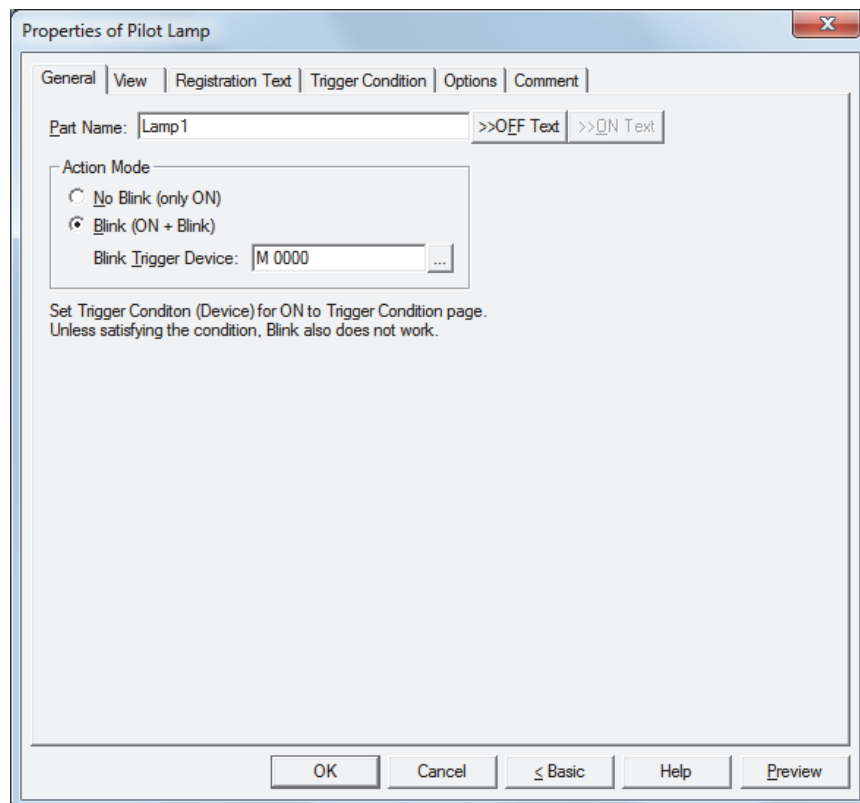 Properties of Pilot Lamp
General View Registration Text Trigger Condition Options Comment
Part Name: Lamp1 >>OFF Text >>ON Text
Action Mode
No Blink (only ON)
Blink (ON + Blink)
Blink Trigger Device: M 0000 ...
Set Trigger Conditon (Device) for ON to Trigger Condition page.
Unless satisfying the condition, Blink also does not work.
OK Cancel < Basic Help Preview